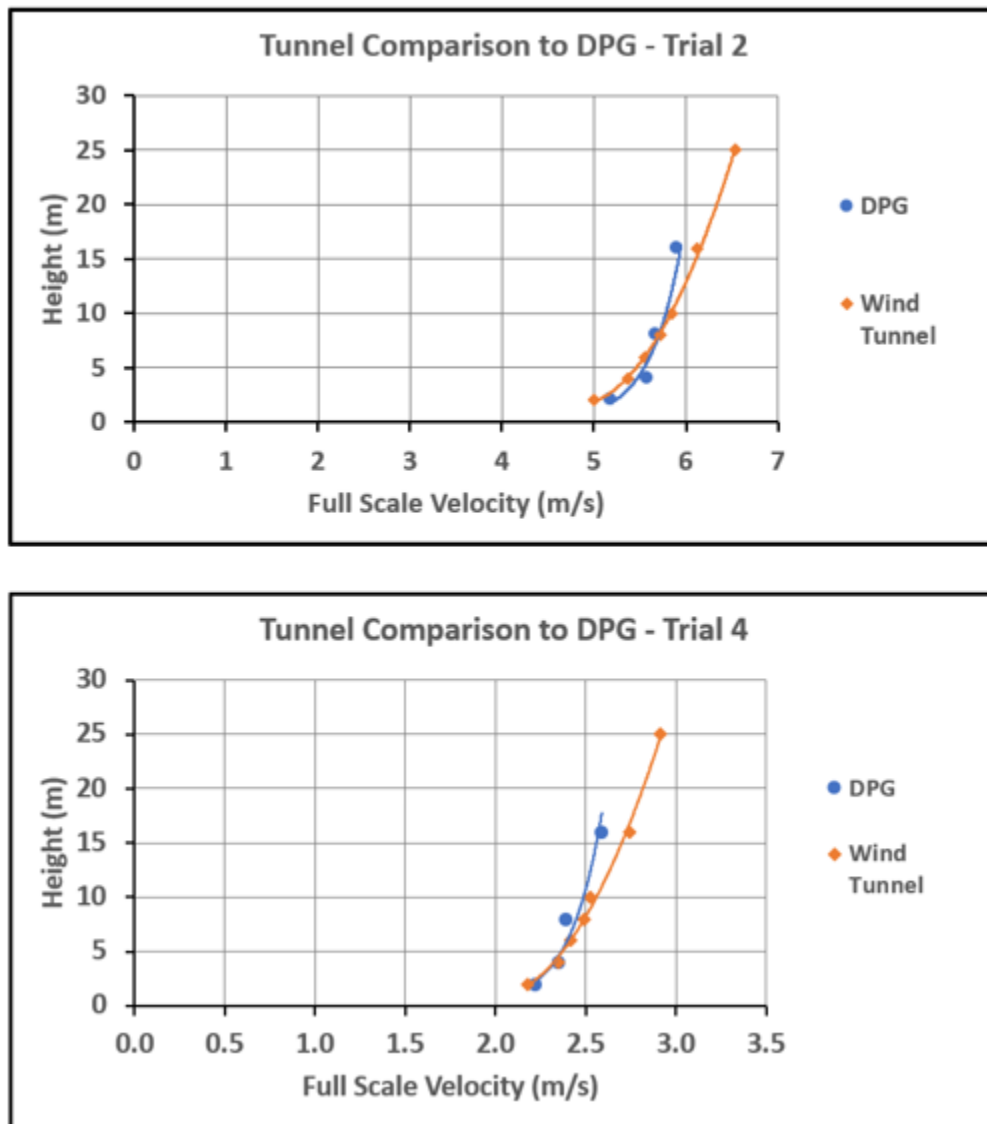 Tunnel Comparison to DPG - Trial 2
30
25
20
15
10
5
0
Height (m)
0 1 2 3 4 5 6 7
Full Scale Velocity (m/s)
DPG
Wind
Tunnel
Tunnel Comparison to DPG - Trial 4
30
25
20
15
10
5
0
Height (m)
0.0 0.5 1.0 1.5 2.0 2.5 3.0 3.5
Full Scale Velocity (m/s)
DPG
Wind
Tunnel